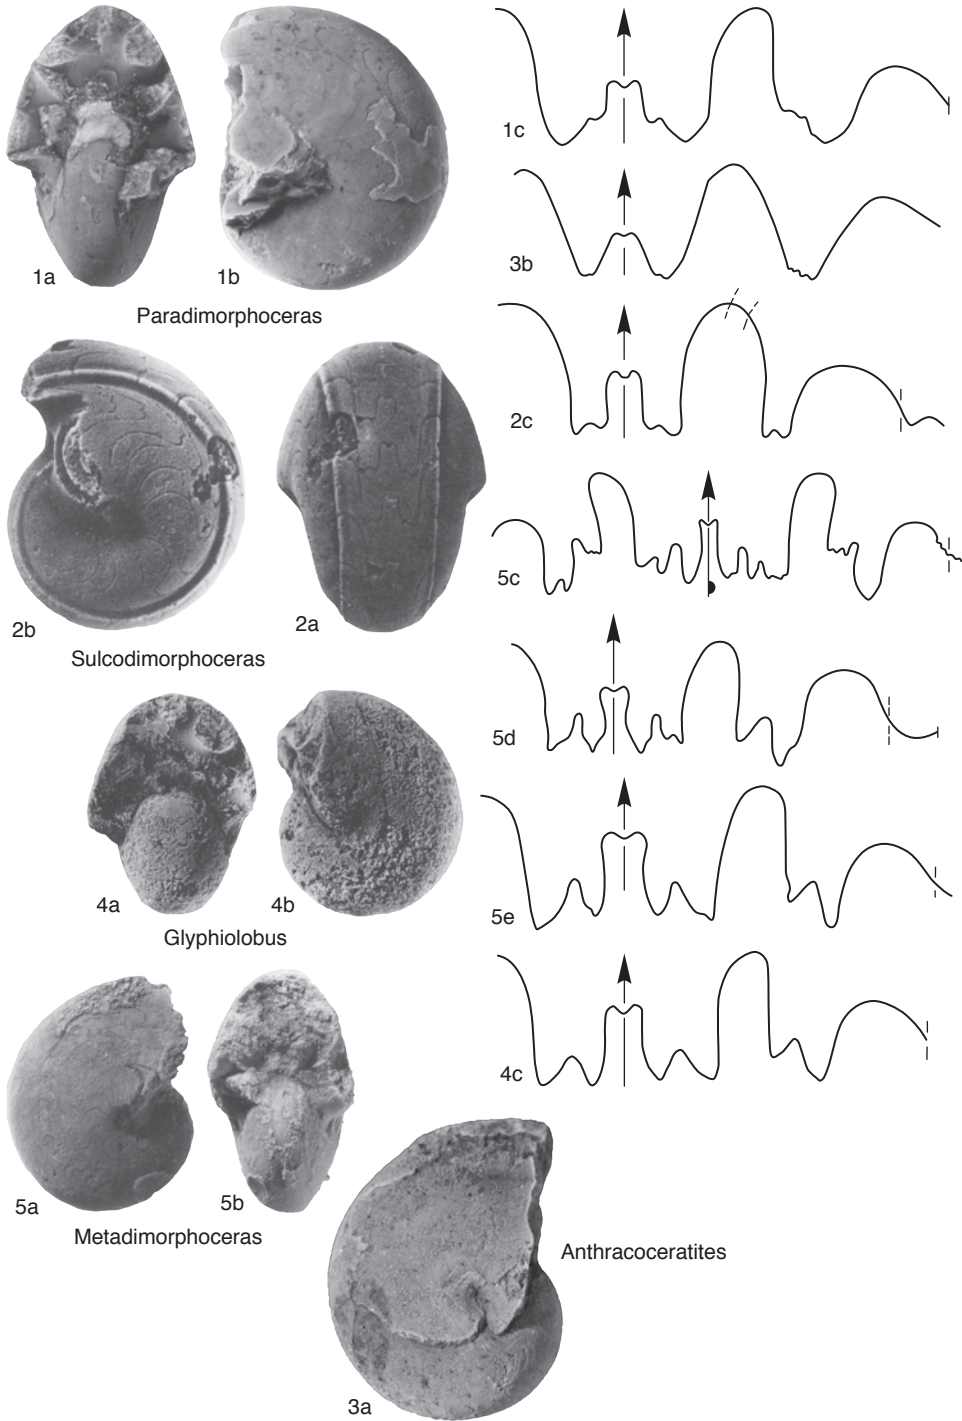 1a
1b
Paradimorphoceras
2b
2a
Sulcodimorphoceras
4a
4b
Glyphiolobus
5a
5b
Metadimorphoceras
3a
Anthracoceratites
1c
3b
2c
5c
5d
5e
4c